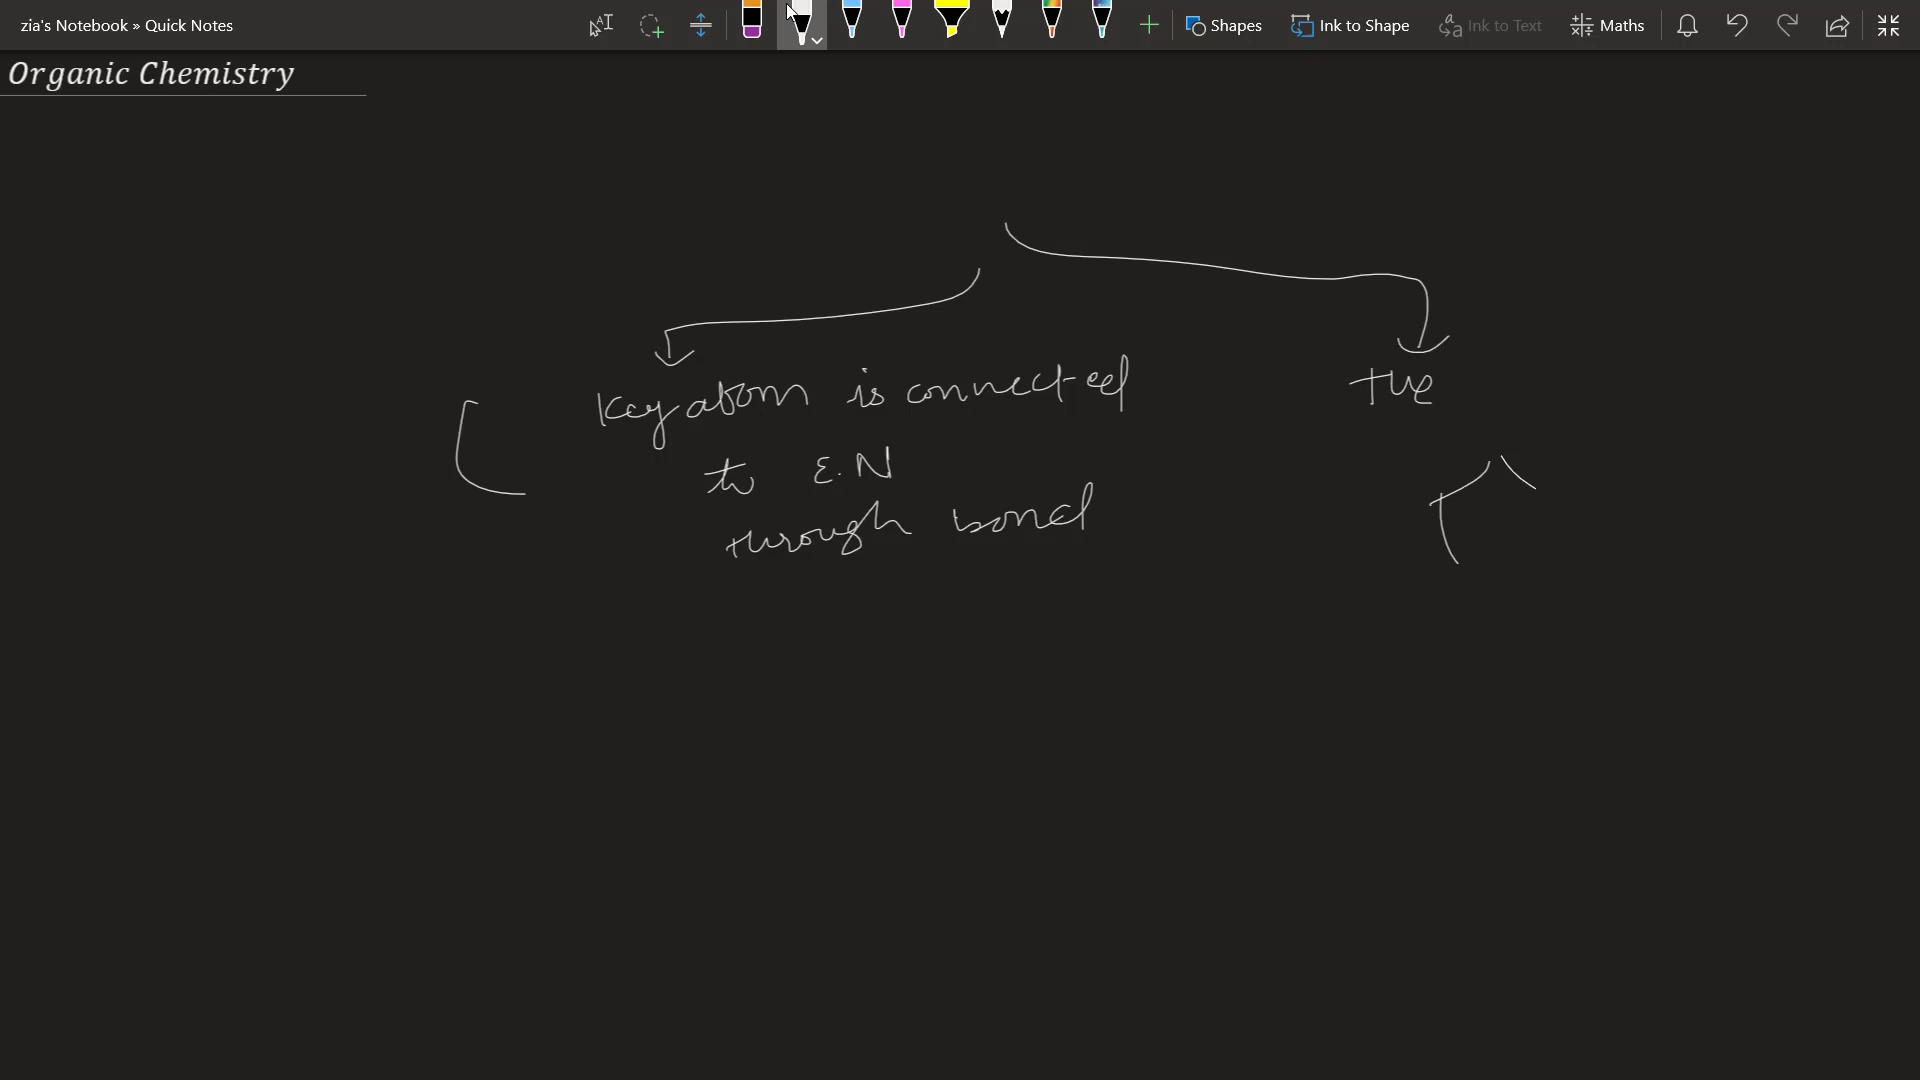 zia's Notebook » Quick Notes
Shapes
Ink to Shape
Ink to Text
Maths
Organic Chemistry
Key atom is connected
to E.N
through bond
+ve